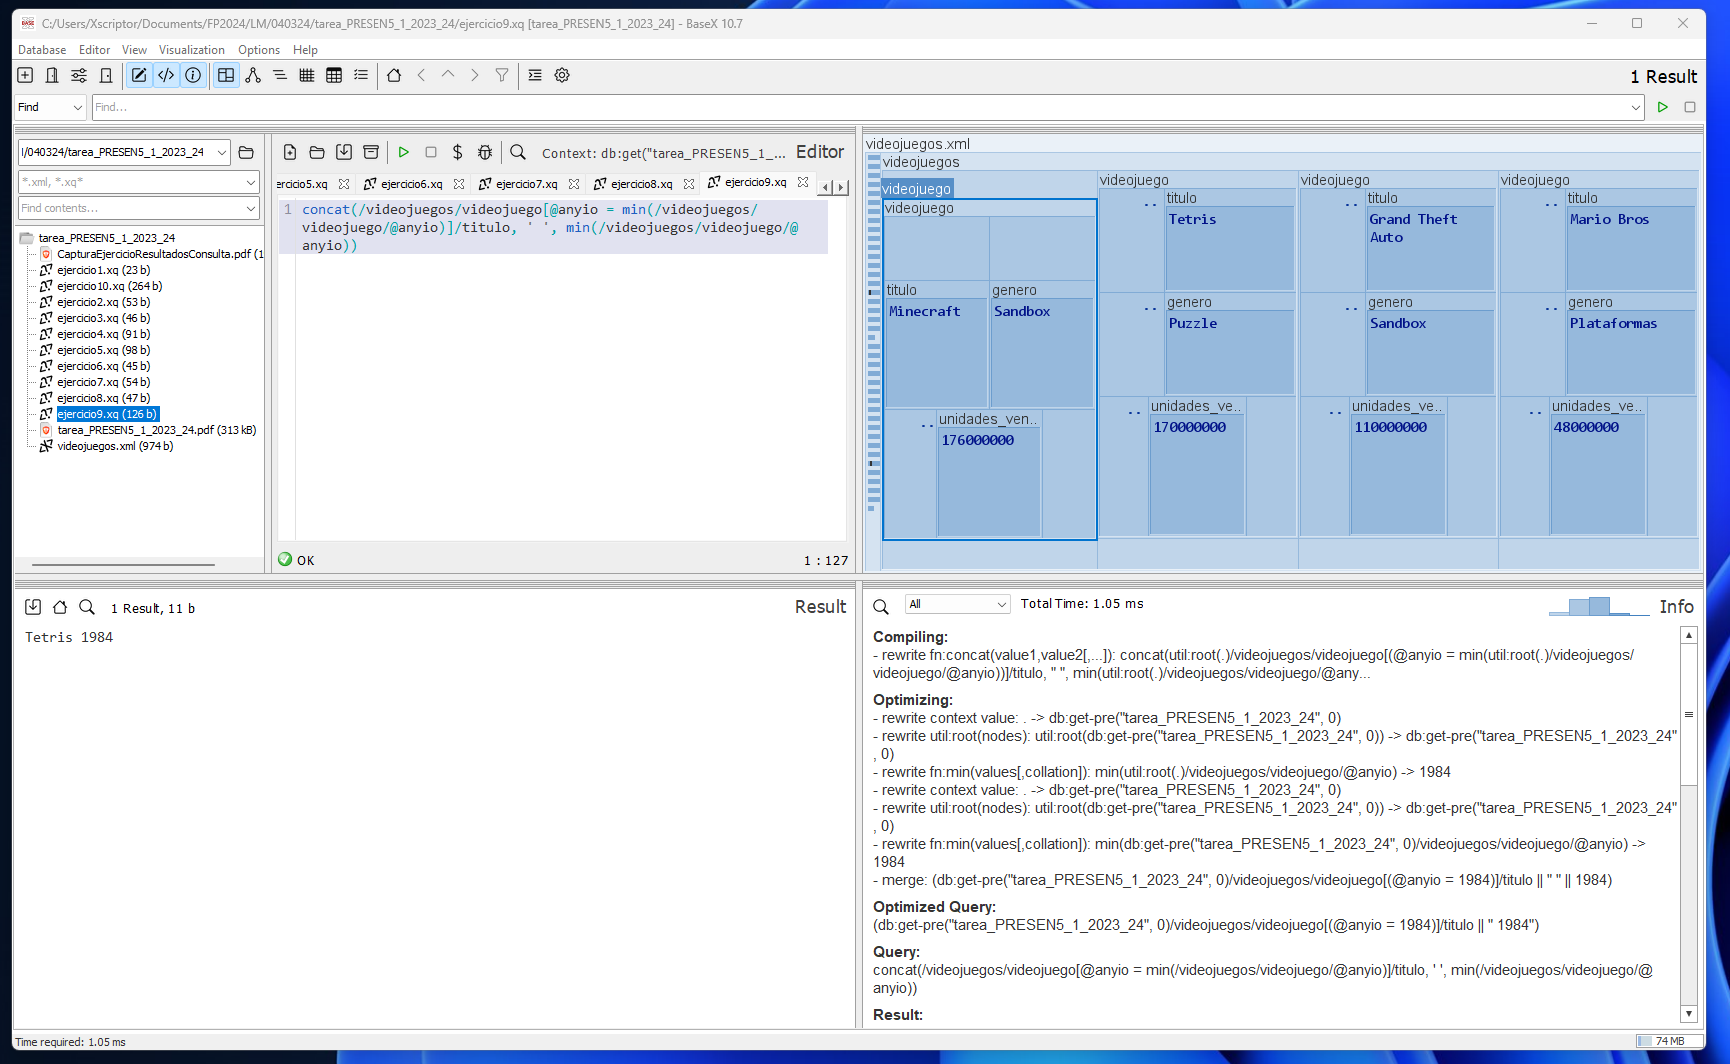 C:/Users/Xscriptor/Documents/FP2024/LM/040324/tarea_PRESEN5_1_2023_24/ejercicio9.xq [tarea_PRESEN5_1_2023_24] - BaseX 10.7
Database Editor View Visualization Options Help
1 Result
Find
Find...
I/040324/tarea_PRESEN5_1_2023_24
*.xml, *.xq*
Find contents...
tarea_PRESEN5_1_2023_24
CapturaEjercicioResultadosConsulta.pdf (1
ejercicio1.xq (23 b)
ejercicio10.xq (264 b)
ejercicio2.xq (53 b)
ejercicio3.xq (46 b)
ejercicio4.xq (91 b)
ejercicio5.xq (98 b)
ejercicio6.xq (45 b)
ejercicio7.xq (54 b)
ejercicio8.xq (47 b)
ejercicio9.xq (126 b)
tarea_PRESEN5_1_2023_24.pdf (313 kB)
videojuegos.xml (974 b)
Context: db:get("tarea_PRESEN5_1_... Editor
ercicio5.xq ejercicio6.xq ejercicio7.xq ejercicio8.xq ejercicio9.xq
1 concat(/videojuegos/videojuego[@anyio = min(/videojuegos/
videojuego/@anyio)]/titulo, ' ', min(/videojuegos/videojuego/@
anyio))
OK 1 : 127
videojuegos.xml
videojuegos
videojuego
videojuego
titulo
Minecraft
genero
Sandbox
..
unidades_ven..
176000000
videojuego
..
titulo
Tetris
..
genero
Puzzle
..
unidades_ve..
170000000
videojuego
..
titulo
Grand Theft
Auto
..
genero
Sandbox
..
unidades_ve..
110000000
videojuego
..
titulo
Mario Bros
..
genero
Plataformas
..
unidades_ve..
48000000
1 Result, 11 b Result
Tetris 1984
All Total Time: 1.05 ms Info
Compiling:
- rewrite fn:concat(value1,value2[,...]): concat(util:root(.)/videojuegos/videojuego[(@anyio = min(util:root(.)/videojuegos/
videojuego/@anyio))]/titulo, " ", min(util:root(.)/videojuegos/videojuego/@any...
Optimizing:
- rewrite context value: . -> db:get-pre("tarea_PRESEN5_1_2023_24", 0)
- rewrite util:root(nodes): util:root(db:get-pre("tarea_PRESEN5_1_2023_24", 0)) -> db:get-pre("tarea_PRESEN5_1_2023_24"
, 0)
- rewrite fn:min(values[,collation]): min(util:root(.)/videojuegos/videojuego/@anyio) -> 1984
- rewrite context value: . -> db:get-pre("tarea_PRESEN5_1_2023_24", 0)
- rewrite util:root(nodes): util:root(db:get-pre("tarea_PRESEN5_1_2023_24", 0)) -> db:get-pre("tarea_PRESEN5_1_2023_24"
, 0)
- rewrite fn:min(values[,collation]): min(db:get-pre("tarea_PRESEN5_1_2023_24", 0)/videojuegos/videojuego/@anyio) ->
1984
- merge: (db:get-pre("tarea_PRESEN5_1_2023_24", 0)/videojuegos/videojuego[(@anyio = 1984)]/titulo || " " || 1984)
Optimized Query:
(db:get-pre("tarea_PRESEN5_1_2023_24", 0)/videojuegos/videojuego[(@anyio = 1984)]/titulo || " 1984")
Query:
concat(/videojuegos/videojuego[@anyio = min(/videojuegos/videojuego/@anyio)]/titulo, ' ', min(/videojuegos/videojuego/@
anyio))
Result:
Time required: 1.05 ms
74 MB